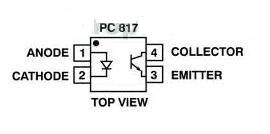 PC 817
ANODE 1 4 COLLECTOR
CATHODE 2 3 EMITTER
TOP VIEW